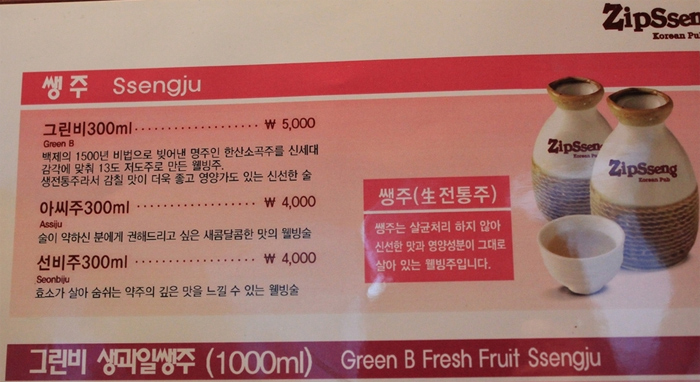 ZipSseng
Korean Pu
쌩주 Ssengju
그린비300ml ₩ 5,000
Green B
백제의 1500년 비법으로 빚어낸 명주인 한산소곡주를 신세대
감각에 맞춰 13도 저도주로 만든 웰빙주.
생전통주라서 감칠 맛이 더욱 좋고 영양가도 있는 신선한 술
아씨주300ml ₩ 4,000
Assiju
술이 약하신 분에게 권해드리고 싶은 새콤달콤한 맛의 웰빙술
선비주300ml ₩ 4,000
Seonbiju
효소가 살아 숨쉬는 약주의 깊은 맛을 느낄 수 있는 웰빙술
쌩주(生전통주)
쌩주는 살균처리 하지 않아
신선한 맛과 영양성분이 그대로
살아 있는 웰빙주입니다.
ZipSseng
Korean Pub
ZipSseng
Korean Pub
그린비 생과일쌩주 (1000ml) Green B Fresh Fruit Ssengju